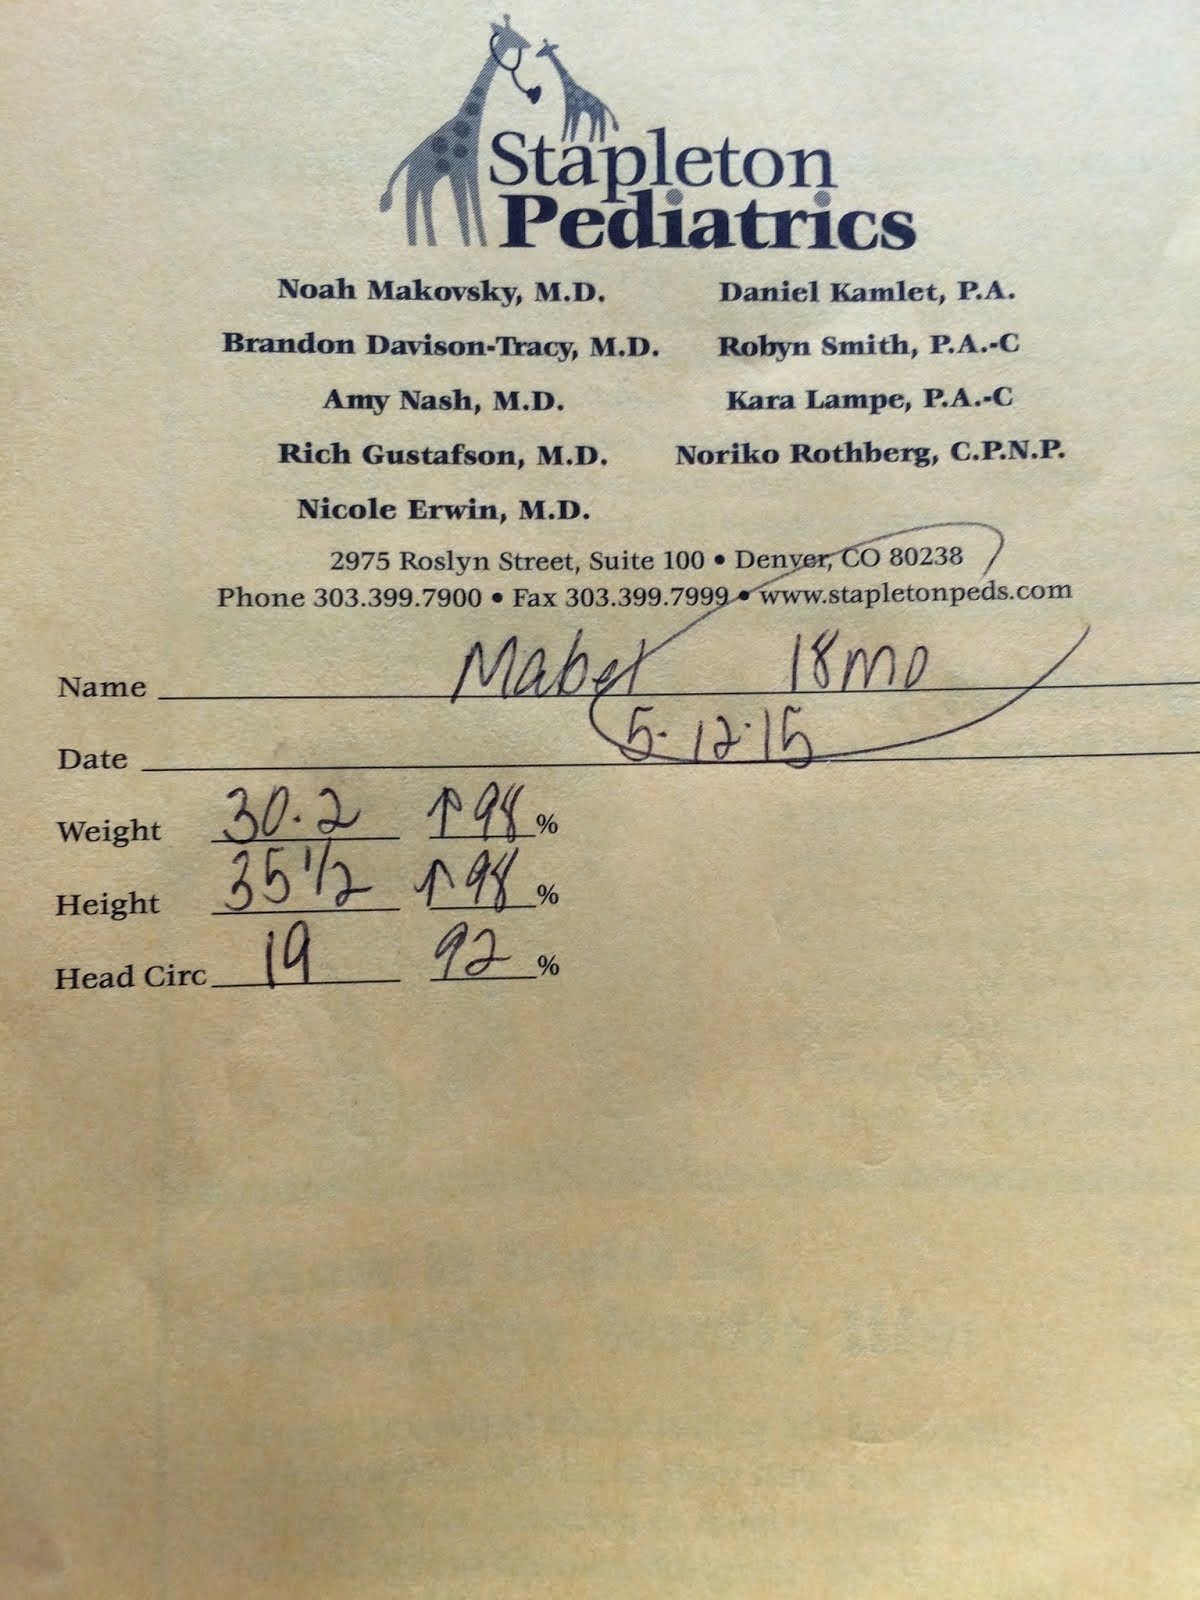 Stapleton
Pediatrics
Noah Makovsky, M.D. Daniel Kamlet, P.A.
Brandon Davison-Tracy, M.D. Robyn Smith, P.A.-C
Amy Nash, M.D. Kara Lampe, P.A.-C
Rich Gustafson, M.D. Noriko Rothberg, C.P.N.P.
Nicole Erwin, M.D.
2975 Roslyn Street, Suite 100 • Denver, CO 80238
Phone 303.399.7900 • Fax 303.399.7999 • www.stapletonpeds.com
Name Mabel 18mo
Date 5.12.15
Weight 30.2 ↑98 %
Height 35 1/2 ↑98 %
Head Circ 19 92 %